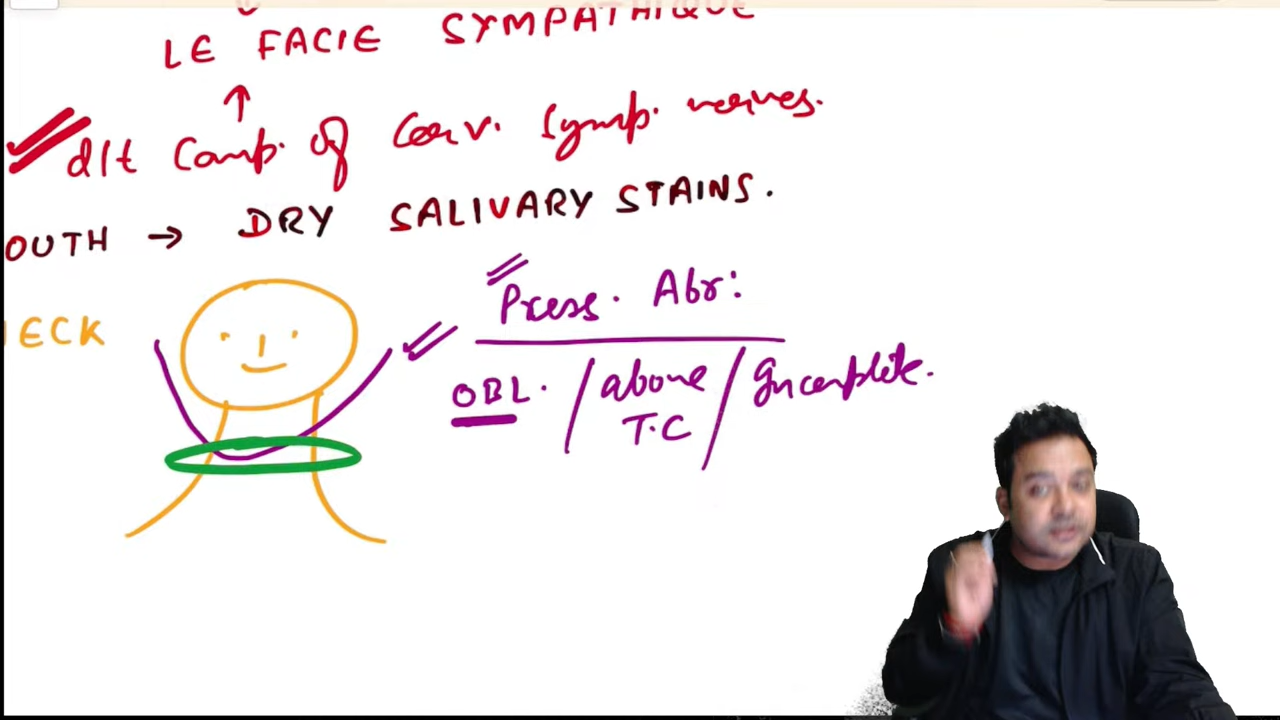 LE FACIE SYMPATHIQUE
↑
d/t Comp. of Cerv. Symp. nerves.
OUTH → DRY SALIVARY STAINS.
ECK
Press. Abr:
OBL. / above T.C / Incomplete.